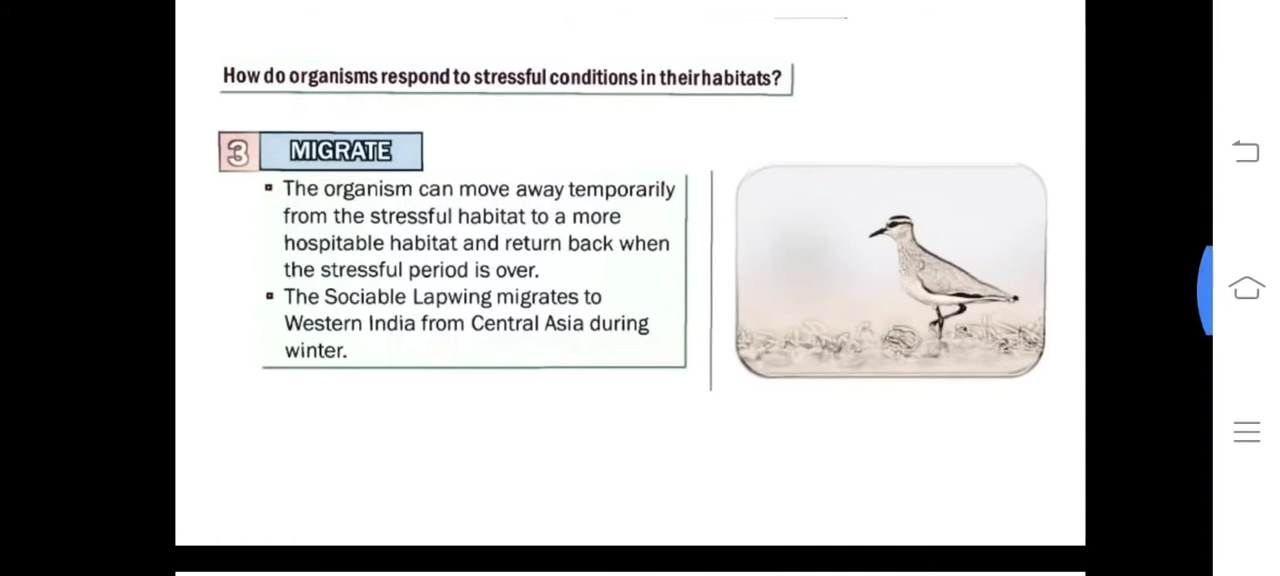 How do organisms respond to stressful conditions in their habitats?
3 MIGRATE
▪ The organism can move away temporarily
from the stressful habitat to a more
hospitable habitat and return back when
the stressful period is over.
▪ The Sociable Lapwing migrates to
Western India from Central Asia during
winter.